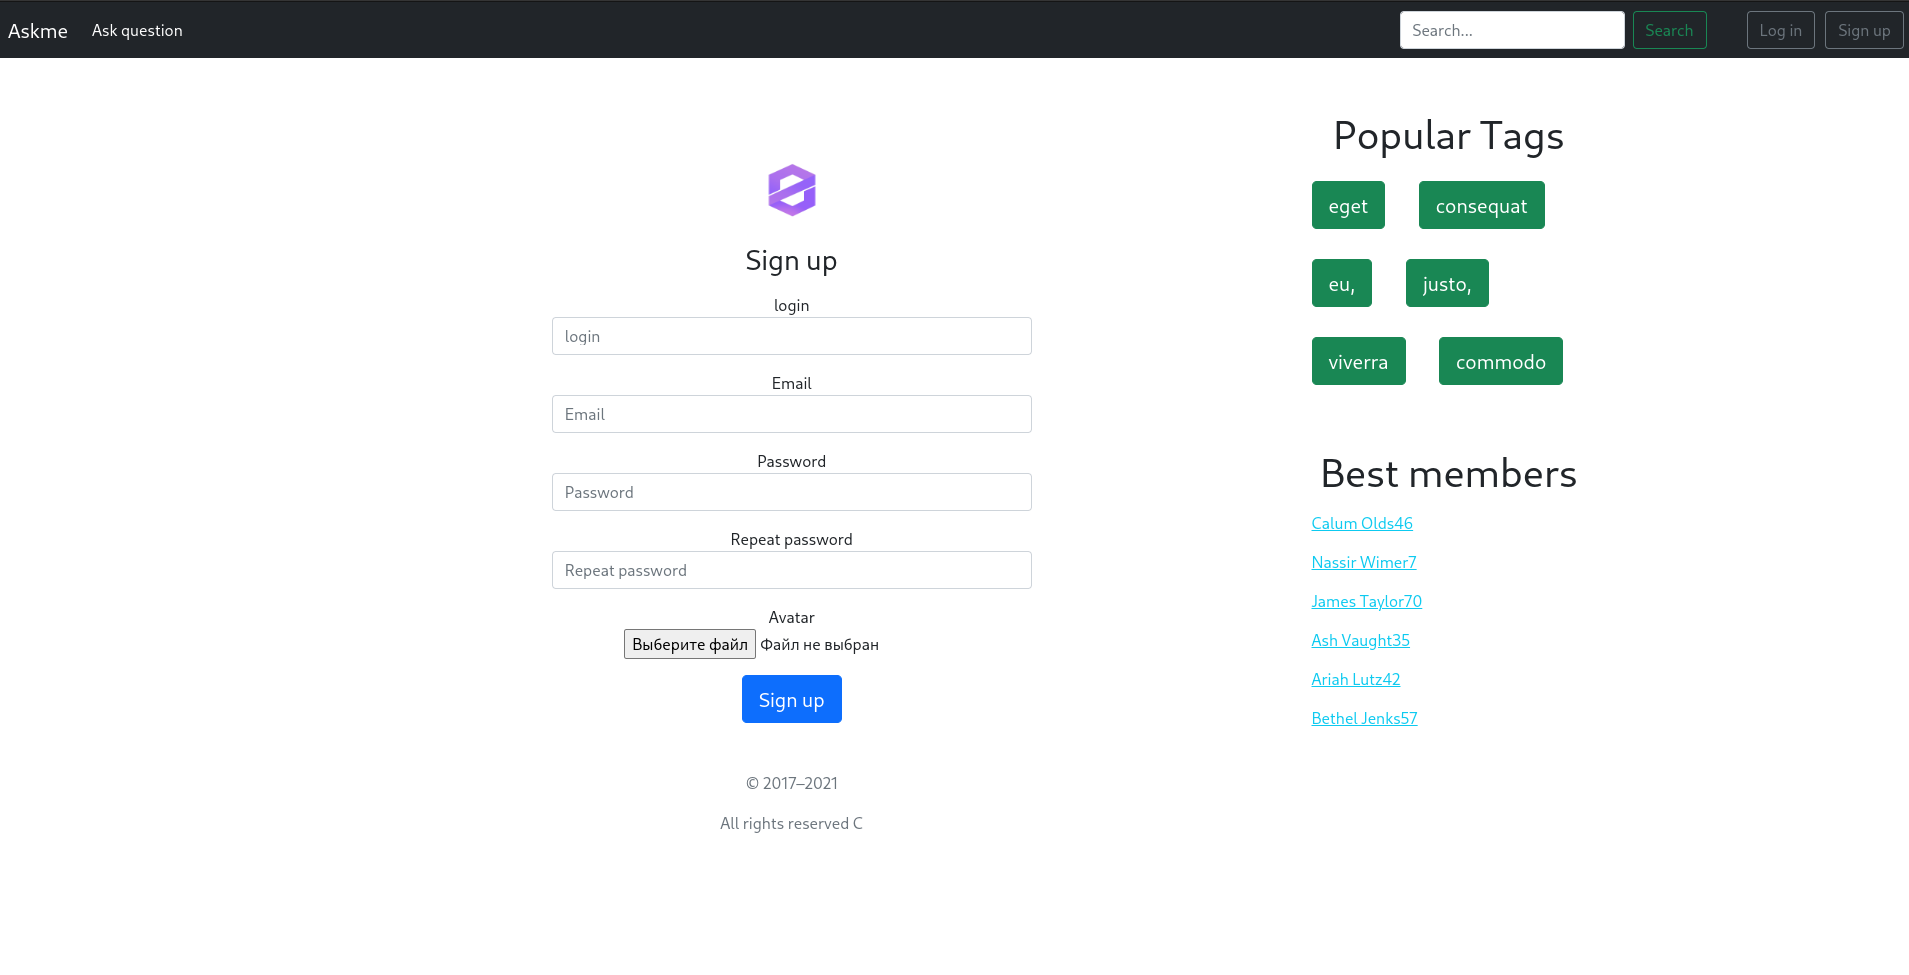 Askme Ask question Search... Search Log in Sign up
Sign up
login
login
Email
Email
Password
Password
Repeat password
Repeat password
Avatar
Выберите файл Файл не выбран
Sign up
© 2017–2021
All rights reserved C
Popular Tags
eget consequat
eu, justo,
viverra commodo
Best members
Calum Olds46
Nassir Wimer7
James Taylor70
Ash Vaught35
Ariah Lutz42
Bethel Jenks57